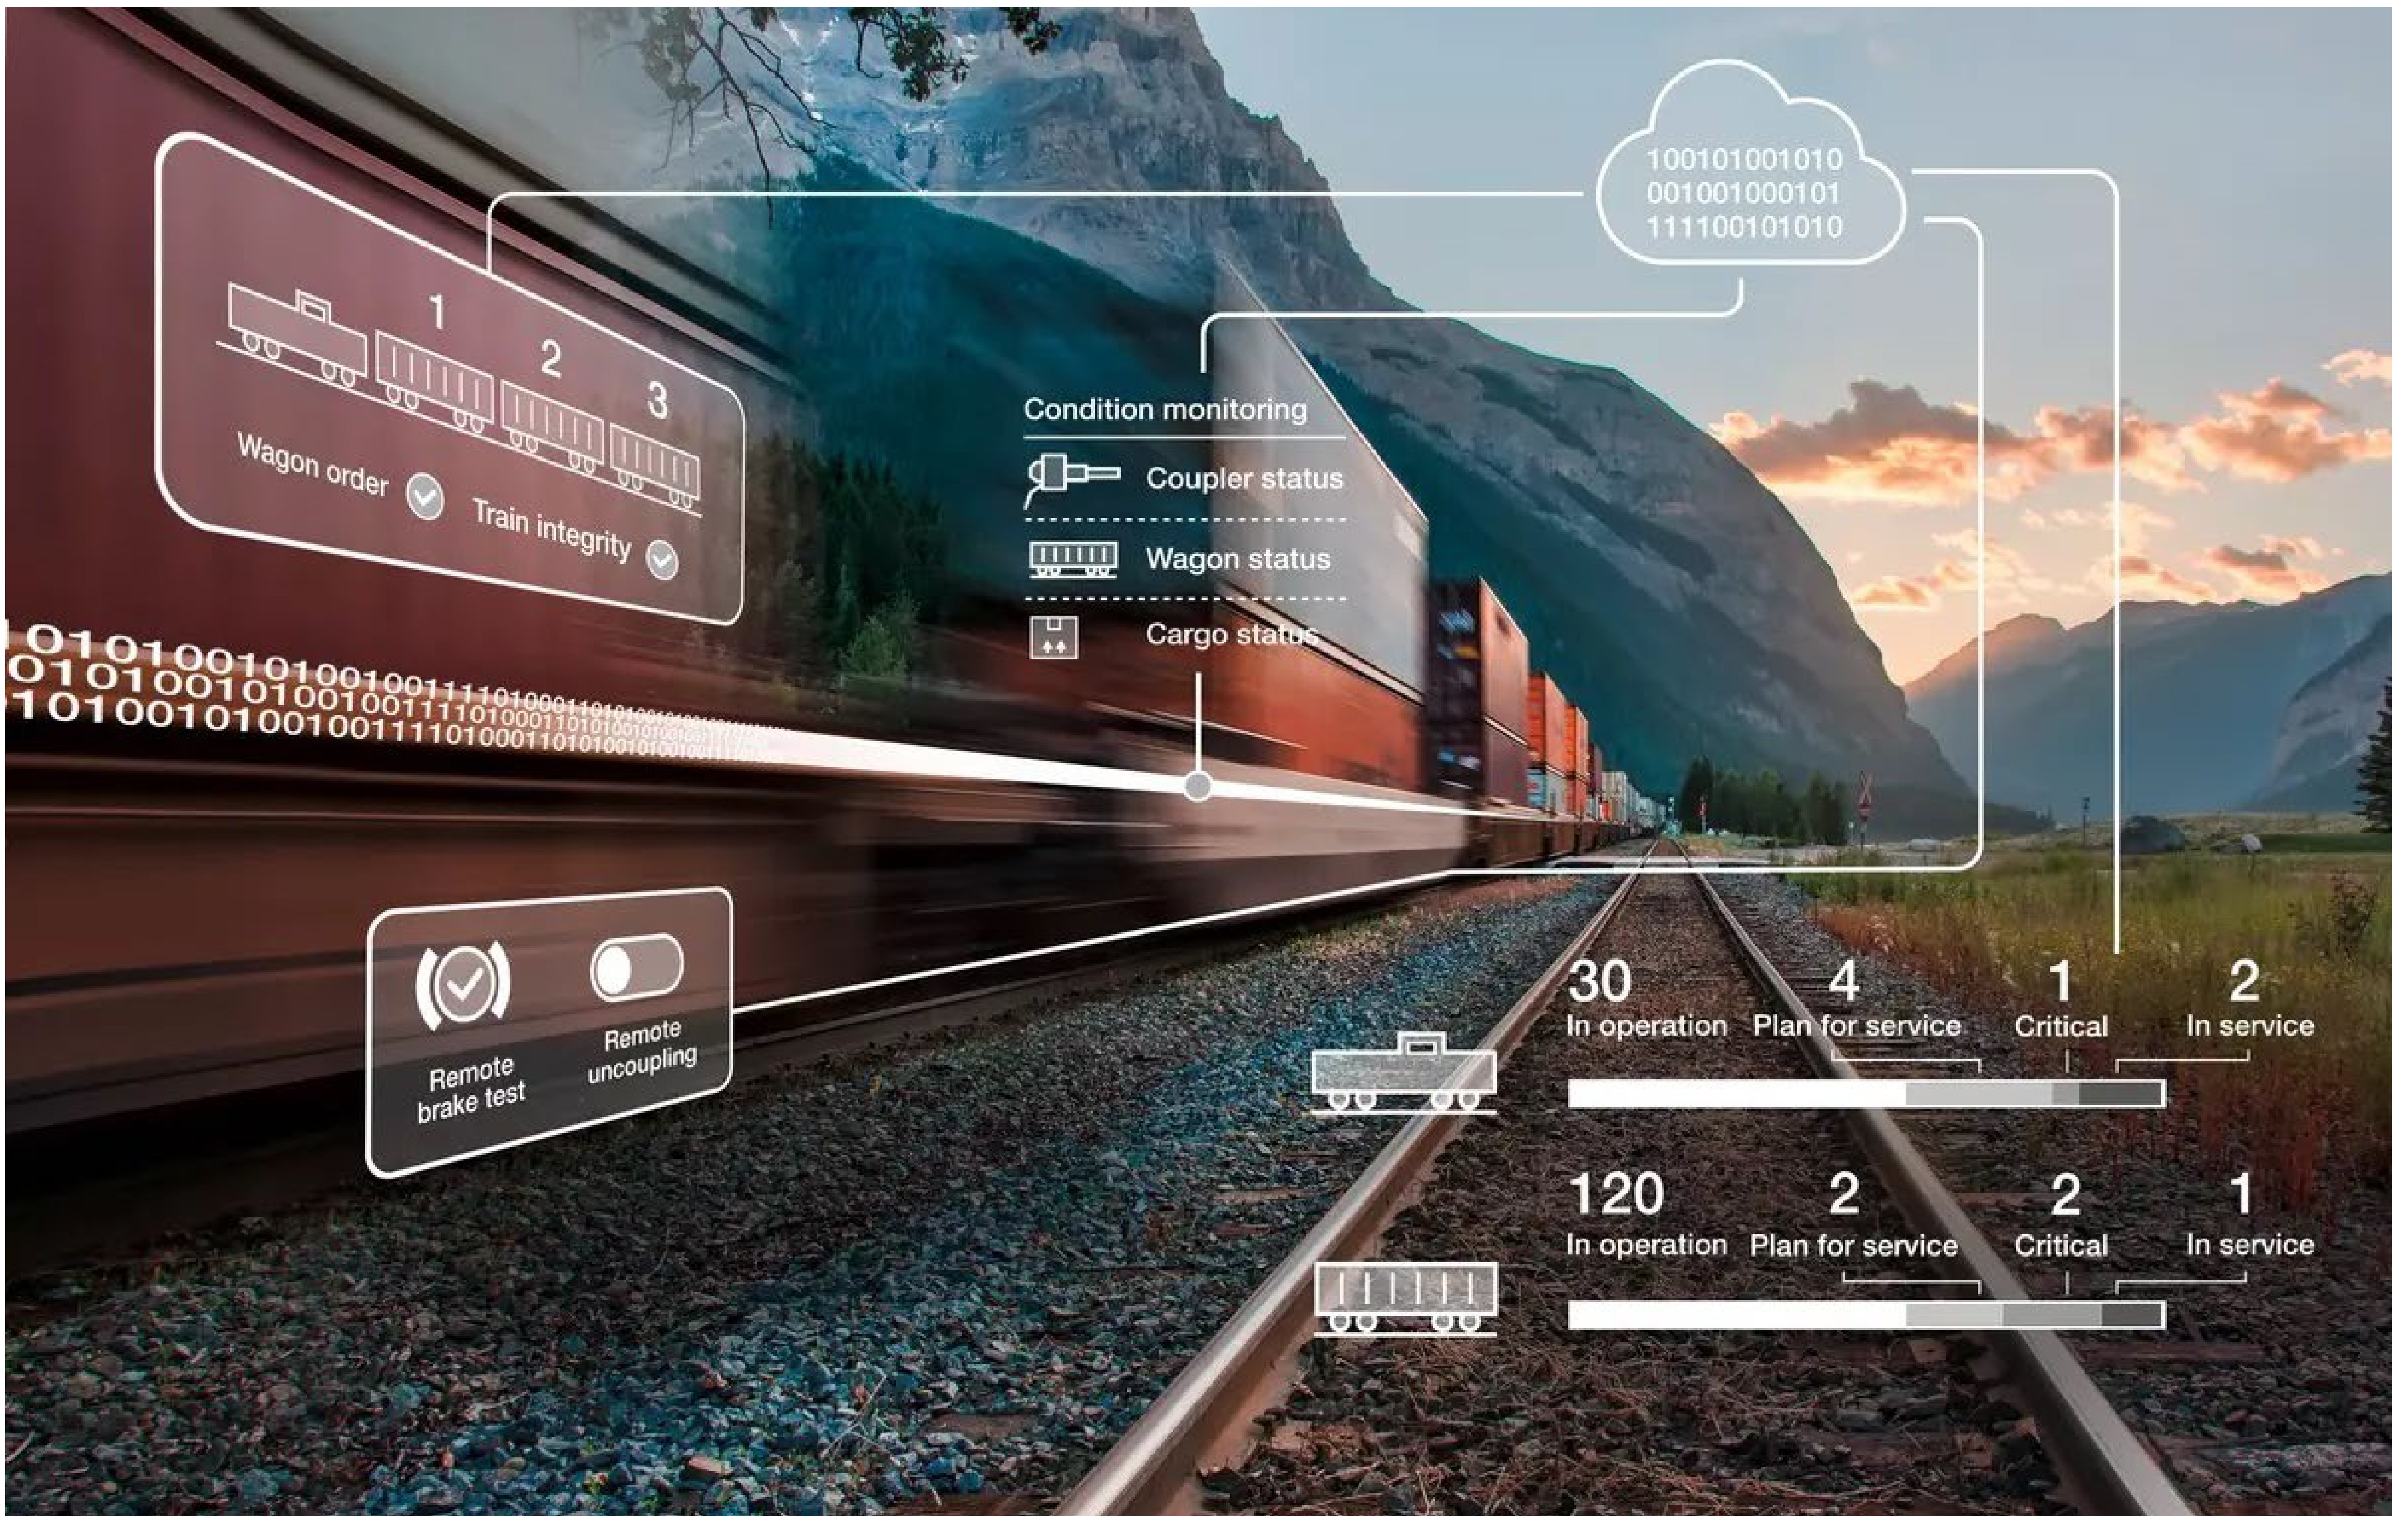 100101001010
001001000101
111100101010
1
2
3
Wagon order
Train integrity
Condition monitoring
Coupler status
Wagon status
Cargo status
Remote
brake test
Remote
uncoupling
30 4 1 2
In operation Plan for service Critical In service
120 2 2 1
In operation Plan for service Critical In service